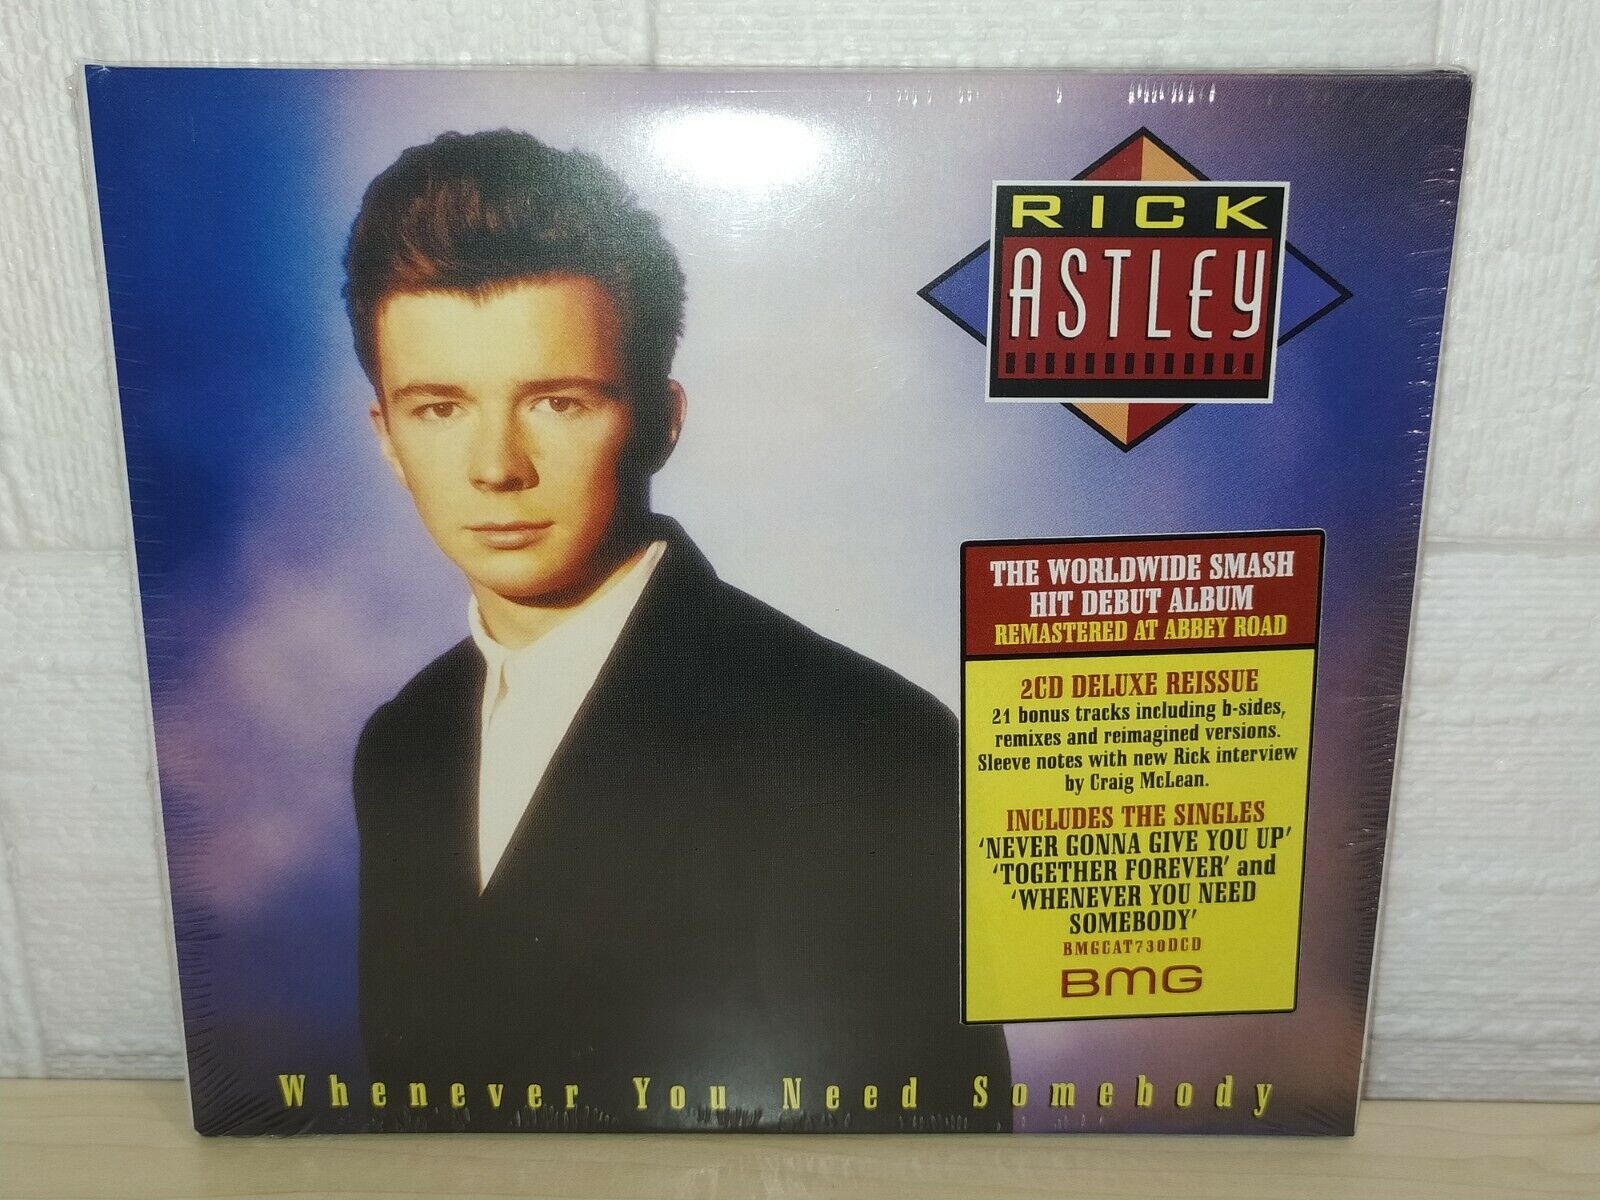 RICK
ASTLEY
THE WORLDWIDE SMASH
HIT DEBUT ALBUM
REMASTERED AT ABBEY ROAD
2CD DELUXE REISSUE
21 bonus tracks including b-sides,
remixes and reimagined versions.
Sleeve notes with new Rick interview
by Craig McLean.
INCLUDES THE SINGLES
'NEVER GONNA GIVE YOU UP'
'TOGETHER FOREVER' and
'WHENEVER YOU NEED
SOMEBODY'
BMGCAT730DCD
BMG
Whenever You Need Somebody